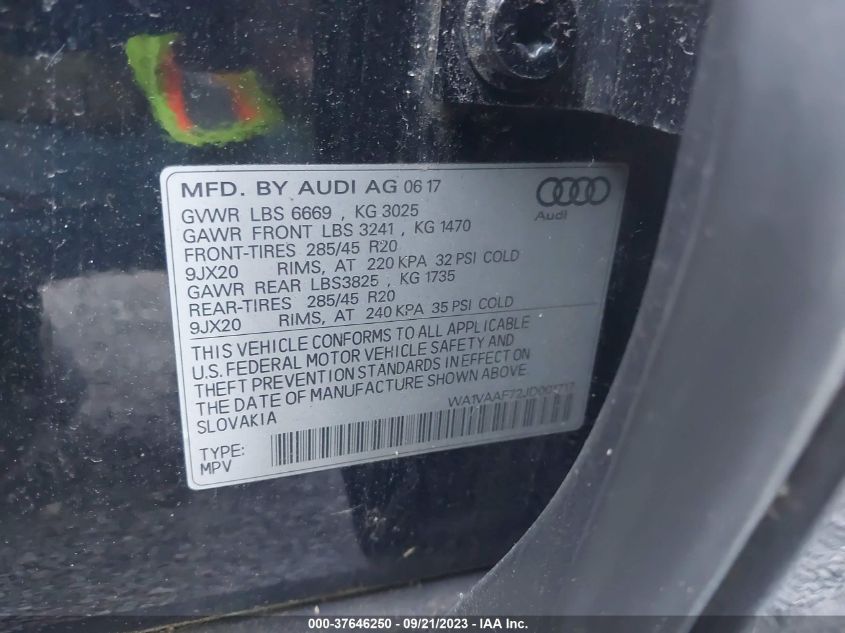 MFD. BY AUDI AG 06 17
Audi
GVWR LBS 6669 , KG 3025
GAWR FRONT LBS 3241 , KG 1470
FRONT-TIRES 285/45 R20
9JX20 RIMS, AT 220 KPA 32 PSI COLD
GAWR REAR LBS3825 , KG 1735
REAR-TIRES 285/45 R20
9JX20 RIMS, AT 240 KPA 35 PSI COLD
THIS VEHICLE CONFORMS TO ALL APPLICABLE
U.S. FEDERAL MOTOR VEHICLE SAFETY AND
THEFT PREVENTION STANDARDS IN EFFECT ON
THE DATE OF MANUFACTURE SHOWN ABOVE.
SLOVAKIA
TYPE:
MPV
000-37646250 - 09/21/2023 - IAA Inc.